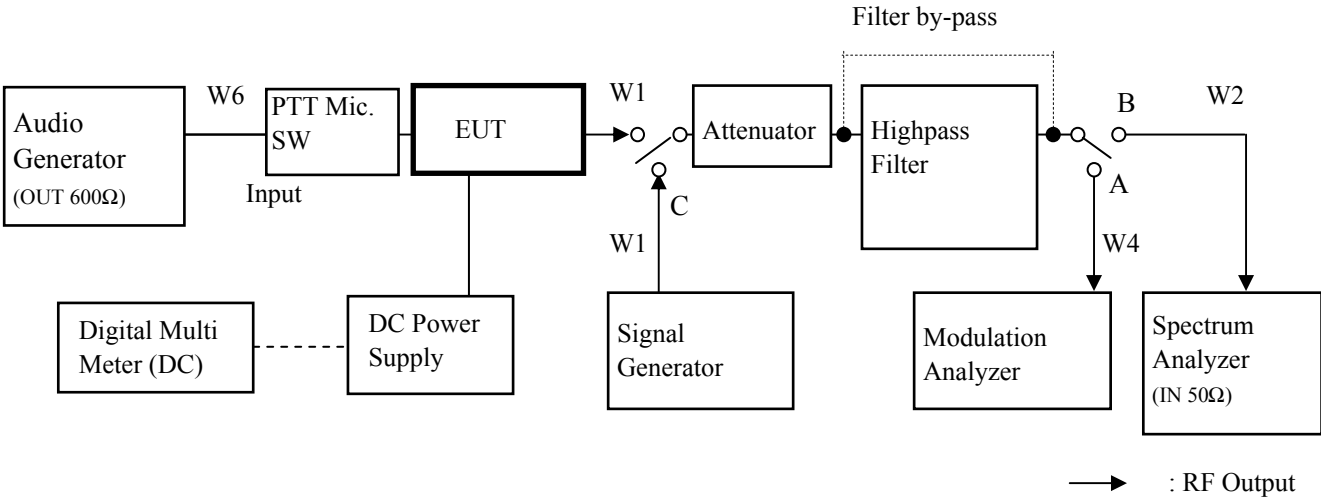 Filter by-pass
Audio
Generator
(OUT 600Ω)
W6
Input
PTT Mic.
SW
EUT
W1
C
W1
Attenuator
Highpass
Filter
B
A
W2
W4
Digital Multi
Meter (DC)
DC Power
Supply
Signal
Generator
Modulation
Analyzer
Spectrum
Analyzer
(IN 50Ω)
: RF Output